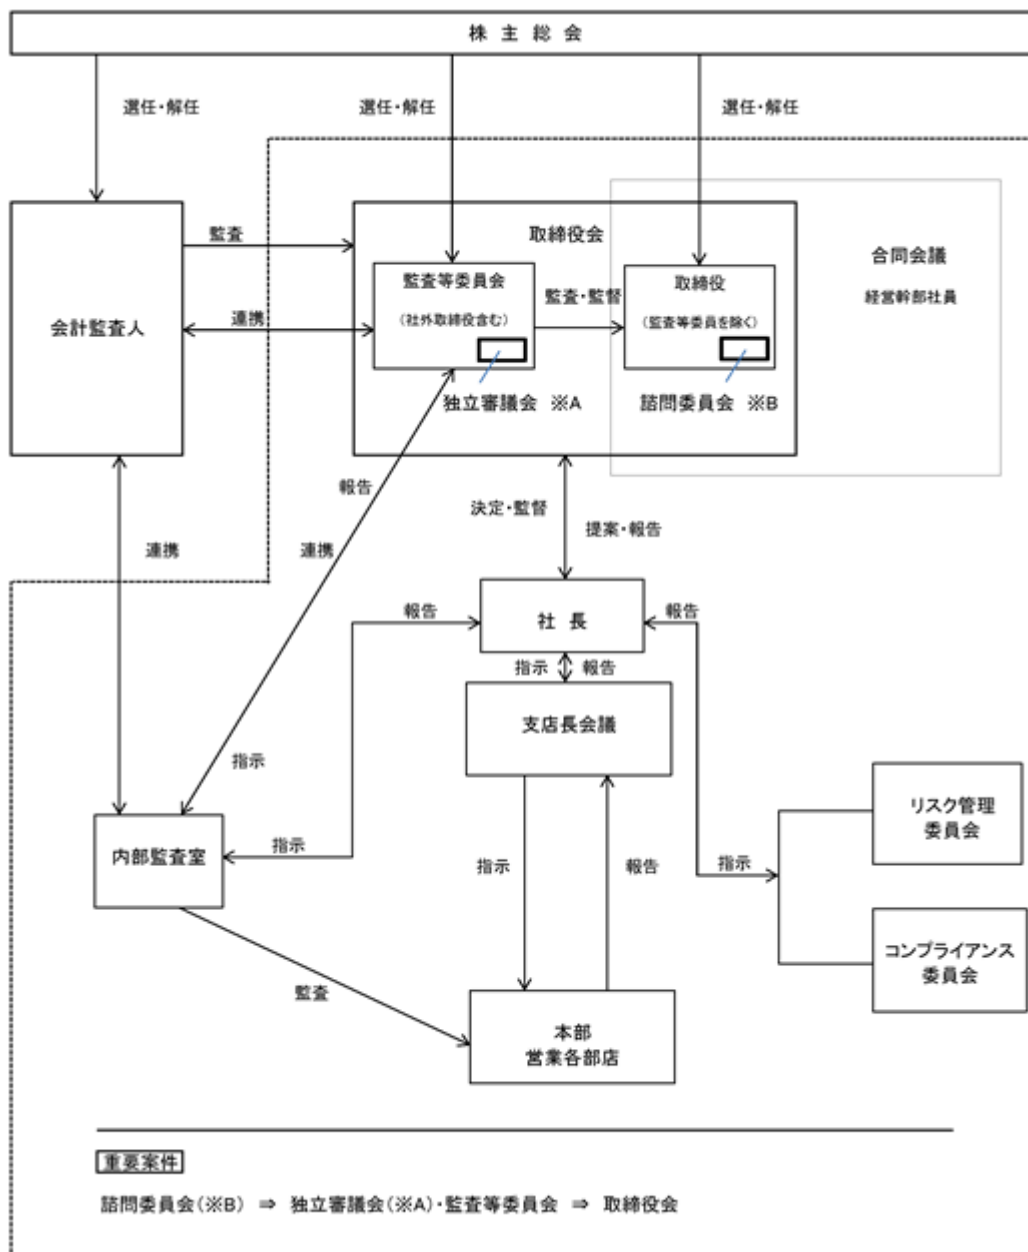 株 主 総 会
選任・解任
選任・解任
選任・解任
監査
取締役会
合同会議
経営幹部社員
会計監査人
連携
監査等委員会
(社外取締役含む)
監査・監督
取締役
(監査等委員を除く)
独立審議会 ※A
諮問委員会 ※B
報告
決定・監督
提案・報告
連携
連携
報告
社 長
報告
指示
報告
支店長会議
指示
内部監査室
指示
指示
報告
指示
リスク管理
委員会
コンプライアンス
委員会
監査
本部
営業各部店
重要案件
諮問委員会(※B) ⇒ 独立審議会(※A)・監査等委員会 ⇒ 取締役会